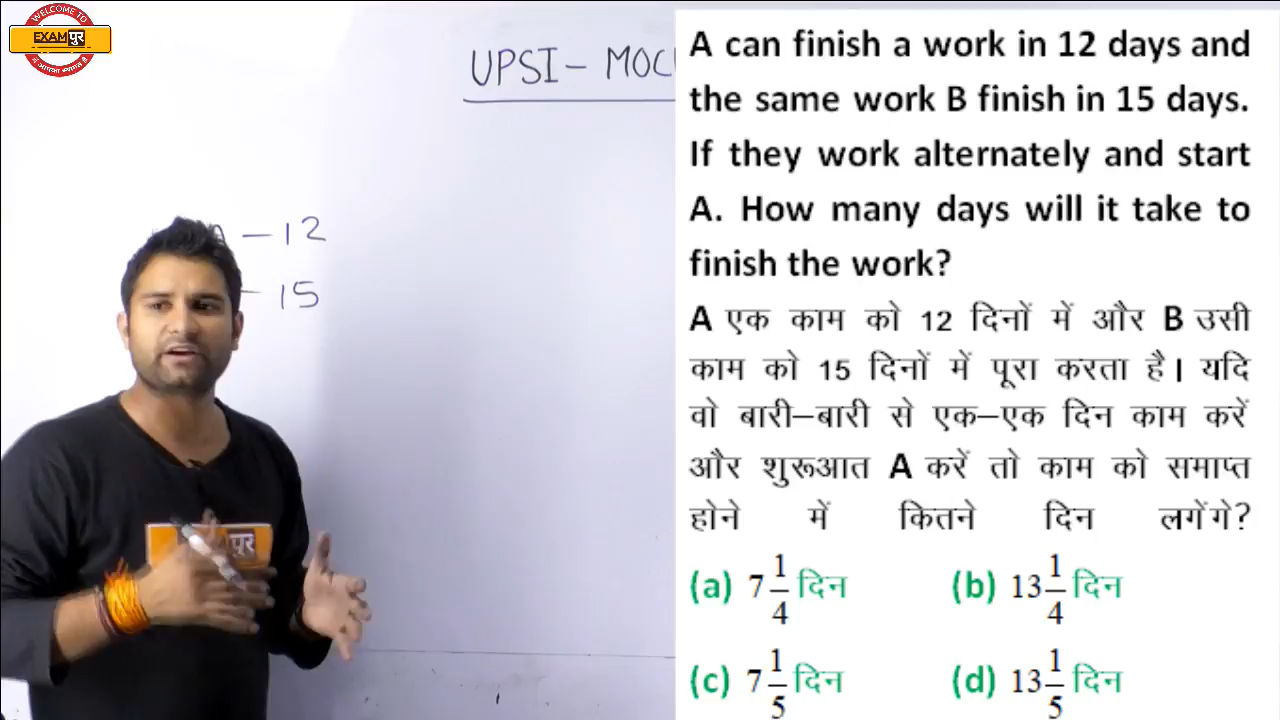 WELCOME TO
EXAMपुर
UPSI - MOC
A - 12
- 15
A can finish a work in 12 days and
the same work B finish in 15 days.
If they work alternately and start
A. How many days will it take to
finish the work?
A एक काम को 12 दिनों में और B उसी
काम को 15 दिनों में पूरा करता है। यदि
वो बारी–बारी से एक–एक दिन काम करें
और शुरूआत A करें तो काम को समाप्त
होने में कितने दिन लगेंगे?
(a) 7 1/4 दिन (b) 13 1/4 दिन
(c) 7 1/5 दिन (d) 13 1/5 दिन